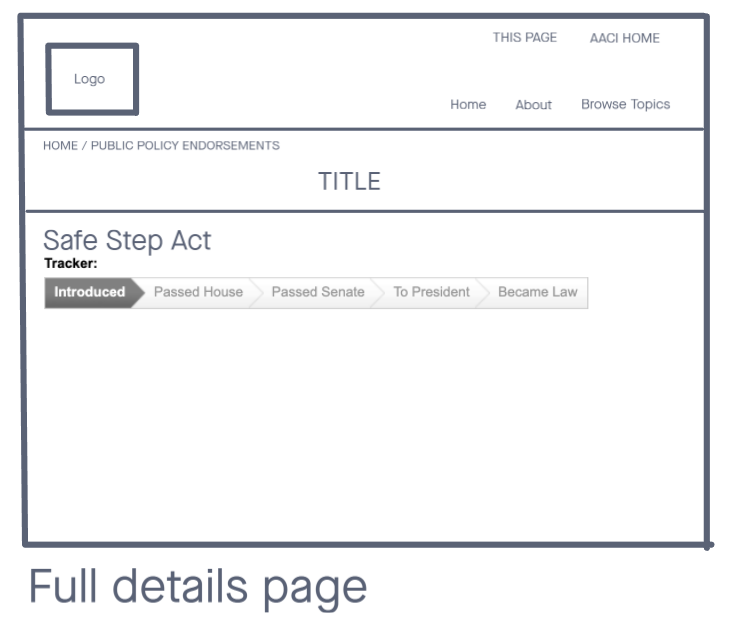 THIS PAGE AACI HOME
Logo
Home About Browse Topics
HOME / PUBLIC POLICY ENDORSEMENTS
TITLE
Safe Step Act
Tracker:
Introduced Passed House Passed Senate To President Became Law
Full details page